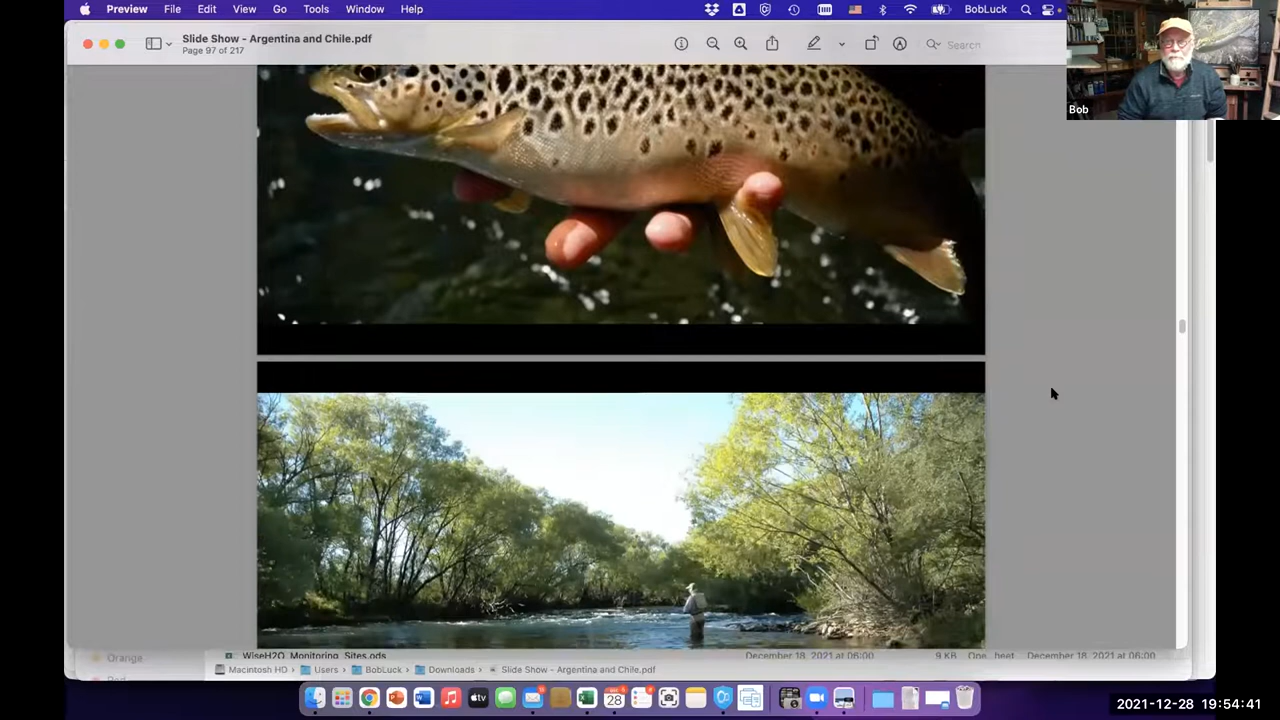 Preview File Edit View Go Tools Window Help BobLuck
Slide Show - Argentina and Chile.pdf
Page 97 of 217
Search
Bob
WiseH2O_Monitoring_Sites.ods December 18, 2021 at 06:00 9 KB Ope...heet December 18, 2021 at 06:00
Orange
Macintosh HD › Users › BobLuck › Downloads › Slide Show - Argentina and Chile.pdf
28
2021-12-28 19:54:41